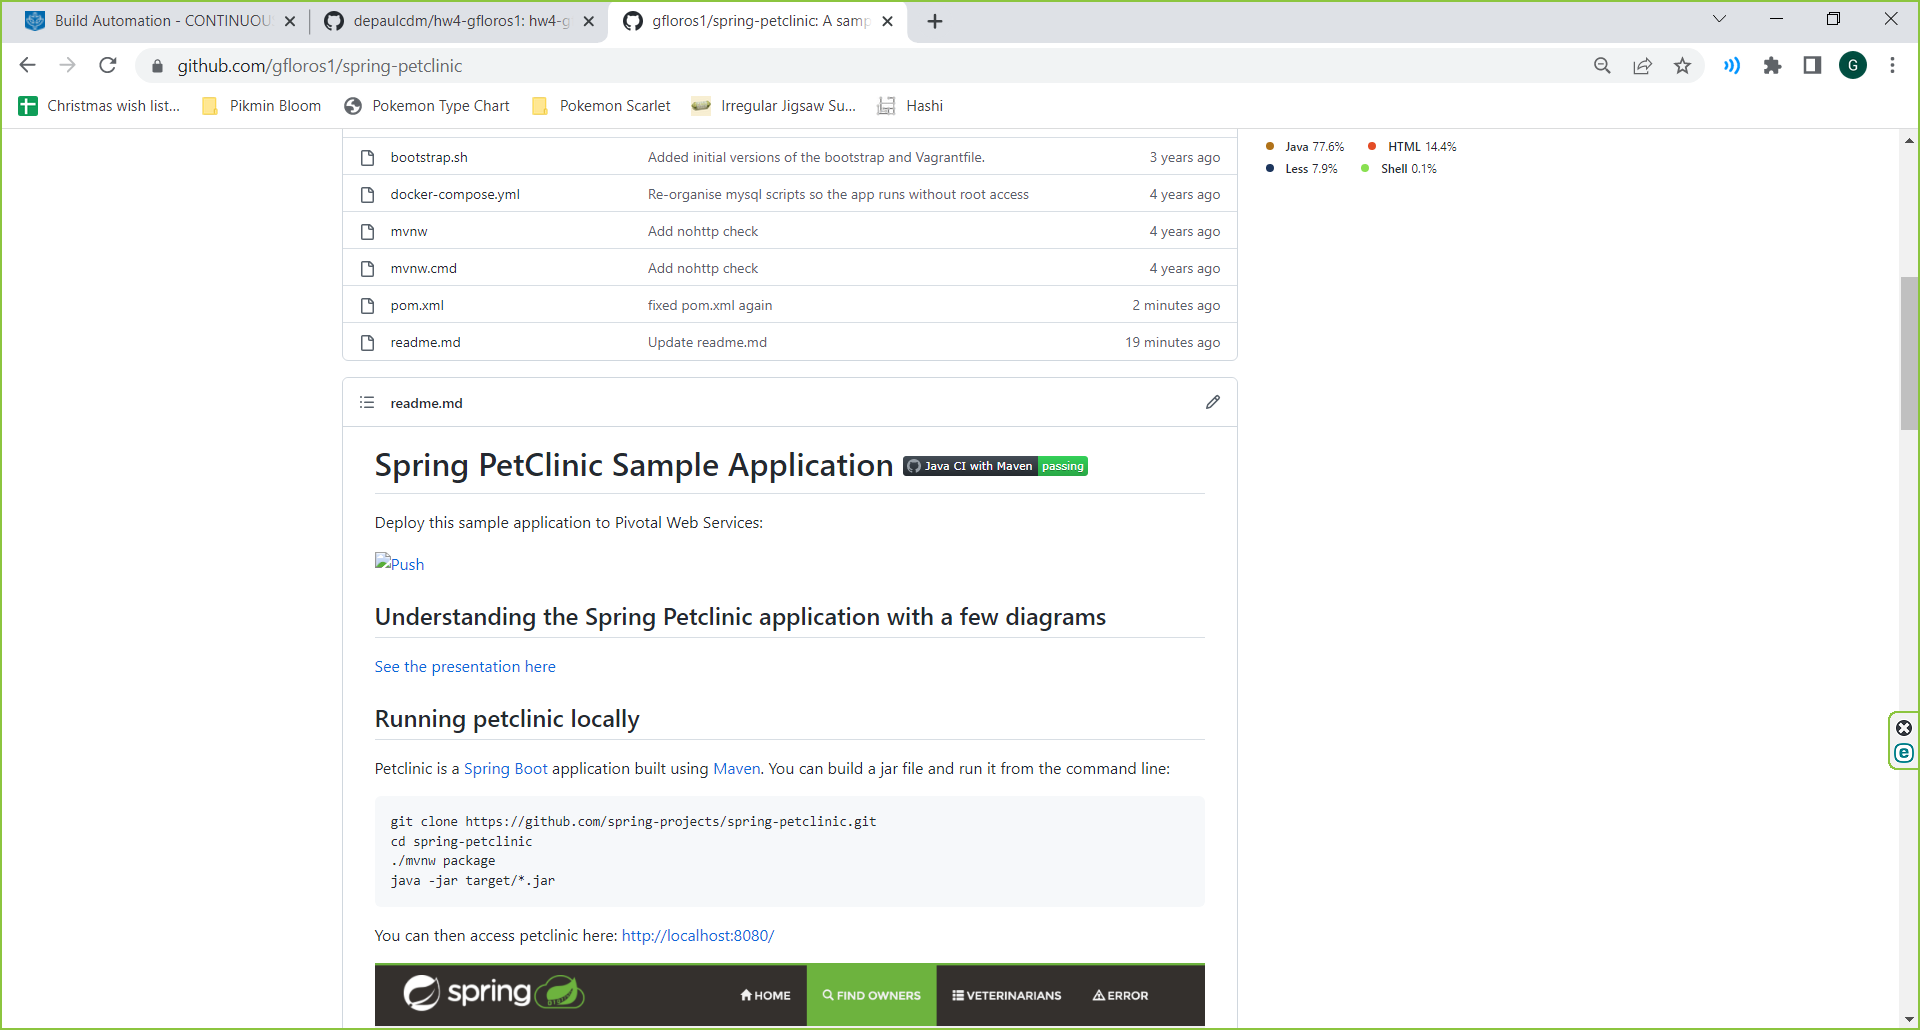 Build Automation - CONTINUOU
depaulcdm/hw4-gfloros1: hw4-g
gfloros1/spring-petclinic: A samp
github.com/gfloros1/spring-petclinic
G
Christmas wish list...
Pikmin Bloom
Pokemon Type Chart
Pokemon Scarlet
Irregular Jigsaw Su...
Hashi
bootstrap.sh Added initial versions of the bootstrap and Vagrantfile. 3 years ago
docker-compose.yml Re-organise mysql scripts so the app runs without root access 4 years ago
mvnw Add nohttp check 4 years ago
mvnw.cmd Add nohttp check 4 years ago
pom.xml fixed pom.xml again 2 minutes ago
readme.md Update readme.md 19 minutes ago
Java 77.6% HTML 14.4%
Less 7.9% Shell 0.1%
readme.md
Spring PetClinic Sample Application Java CI with Maven passing
Deploy this sample application to Pivotal Web Services:
Push
Understanding the Spring Petclinic application with a few diagrams
See the presentation here
Running petclinic locally
Petclinic is a Spring Boot application built using Maven. You can build a jar file and run it from the command line:
git clone https://github.com/spring-projects/spring-petclinic.git
cd spring-petclinic
./mvnw package
java -jar target/*.jar
You can then access petclinic here: http://localhost:8080/
spring HOME FIND OWNERS VETERINARIANS ERROR